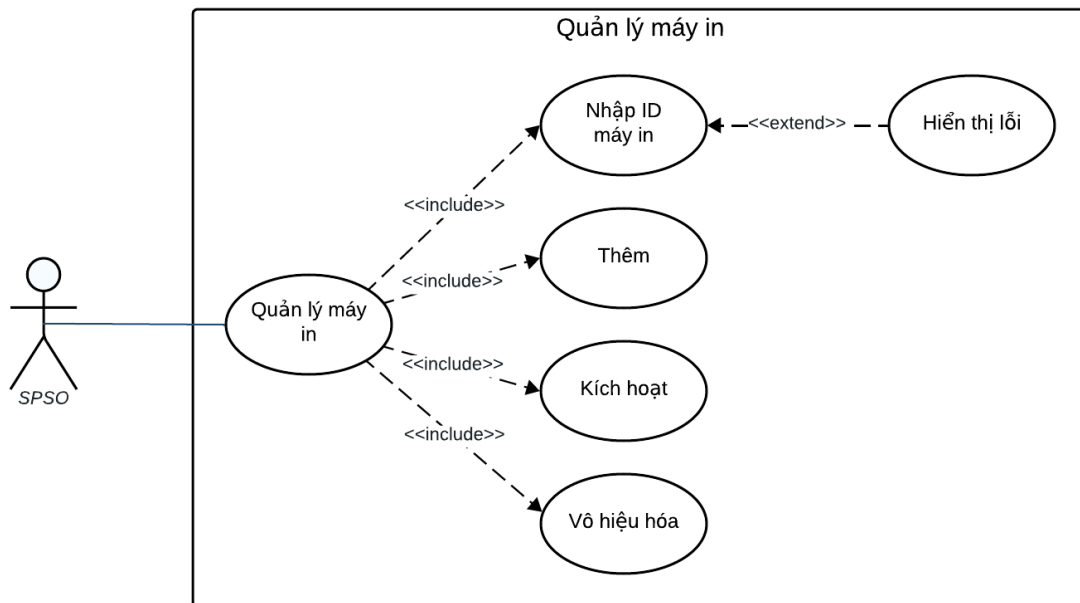 Quản lý máy in
Nhập ID
máy in
<<extend>>
Hiển thị lỗi
<<include>>
Thêm
<<include>>
Quản lý máy
in
<<include>>
Kích hoạt
SPSO
<<include>>
Vô hiệu hóa